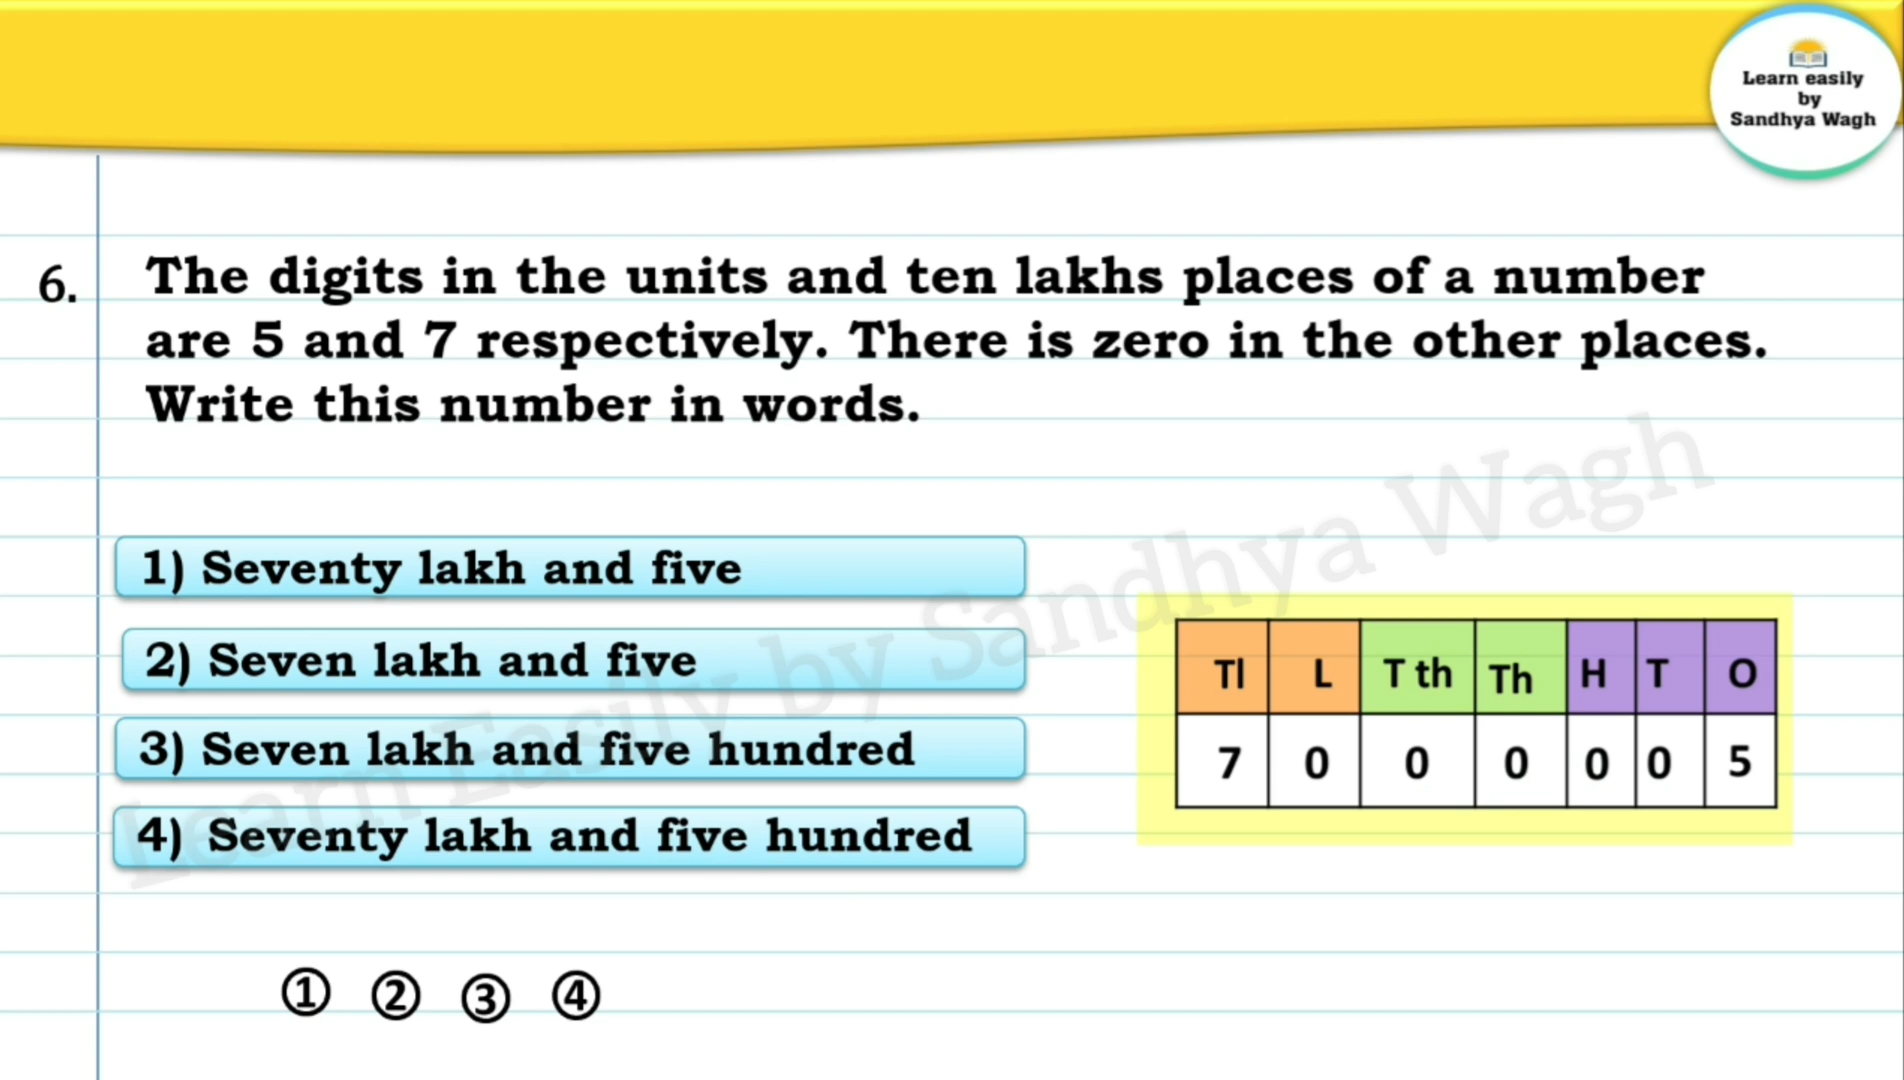 Learn easily
by
Sandhya Wagh
6. The digits in the units and ten lakhs places of a number
are 5 and 7 respectively. There is zero in the other places.
Write this number in words.
1) Seventy lakh and five
2) Seven lakh and five
3) Seven lakh and five hundred
4) Seventy lakh and five hundred
Tl L T th Th H T O
7 0 0 0 0 0 5
① ② ③ ④
Learn Easily by Sandhya Wagh